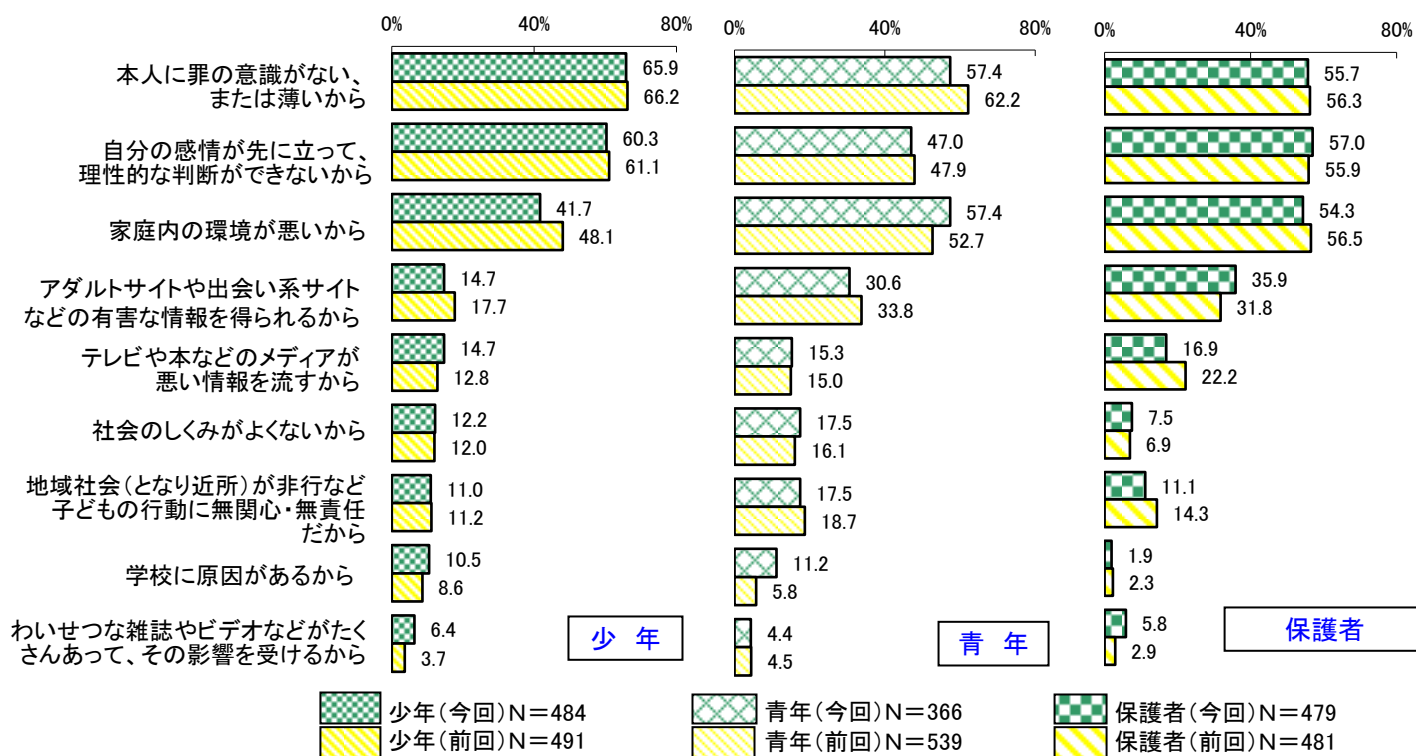 0% 40% 80%
0% 40% 80%
0% 40% 80%
本人に罪の意識がない、
または薄いから
65.9 57.4 55.7
66.2 62.2 56.3
自分の感情が先に立って、
理性的な判断ができないから
60.3 47.0 57.0
61.1 47.9 55.9
家庭内の環境が悪いから
41.7 57.4 54.3
48.1 52.7 56.5
アダルトサイトや出会い系サイト
などの有害な情報を得られるから
14.7 30.6 35.9
17.7 33.8 31.8
テレビや本などのメディアが
悪い情報を流すから
14.7 15.3 16.9
12.8 15.0 22.2
社会のしくみがよくないから
12.2 17.5 7.5
12.0 16.1 6.9
地域社会(となり近所)が非行など
子どもの行動に無関心・無責任
だから
11.0 17.5 11.1
11.2 18.7 14.3
学校に原因があるから
10.5 11.2 1.9
8.6 5.8 2.3
わいせつな雑誌やビデオなどがたく
さんあって、その影響を受けるから
6.4 4.4 5.8
3.7 4.5 2.9
少 年
青 年
保護者
少年(今回)N=484
青年(今回)N=366
保護者(今回)N=479
少年(前回)N=491
青年(前回)N=539
保護者(前回)N=481